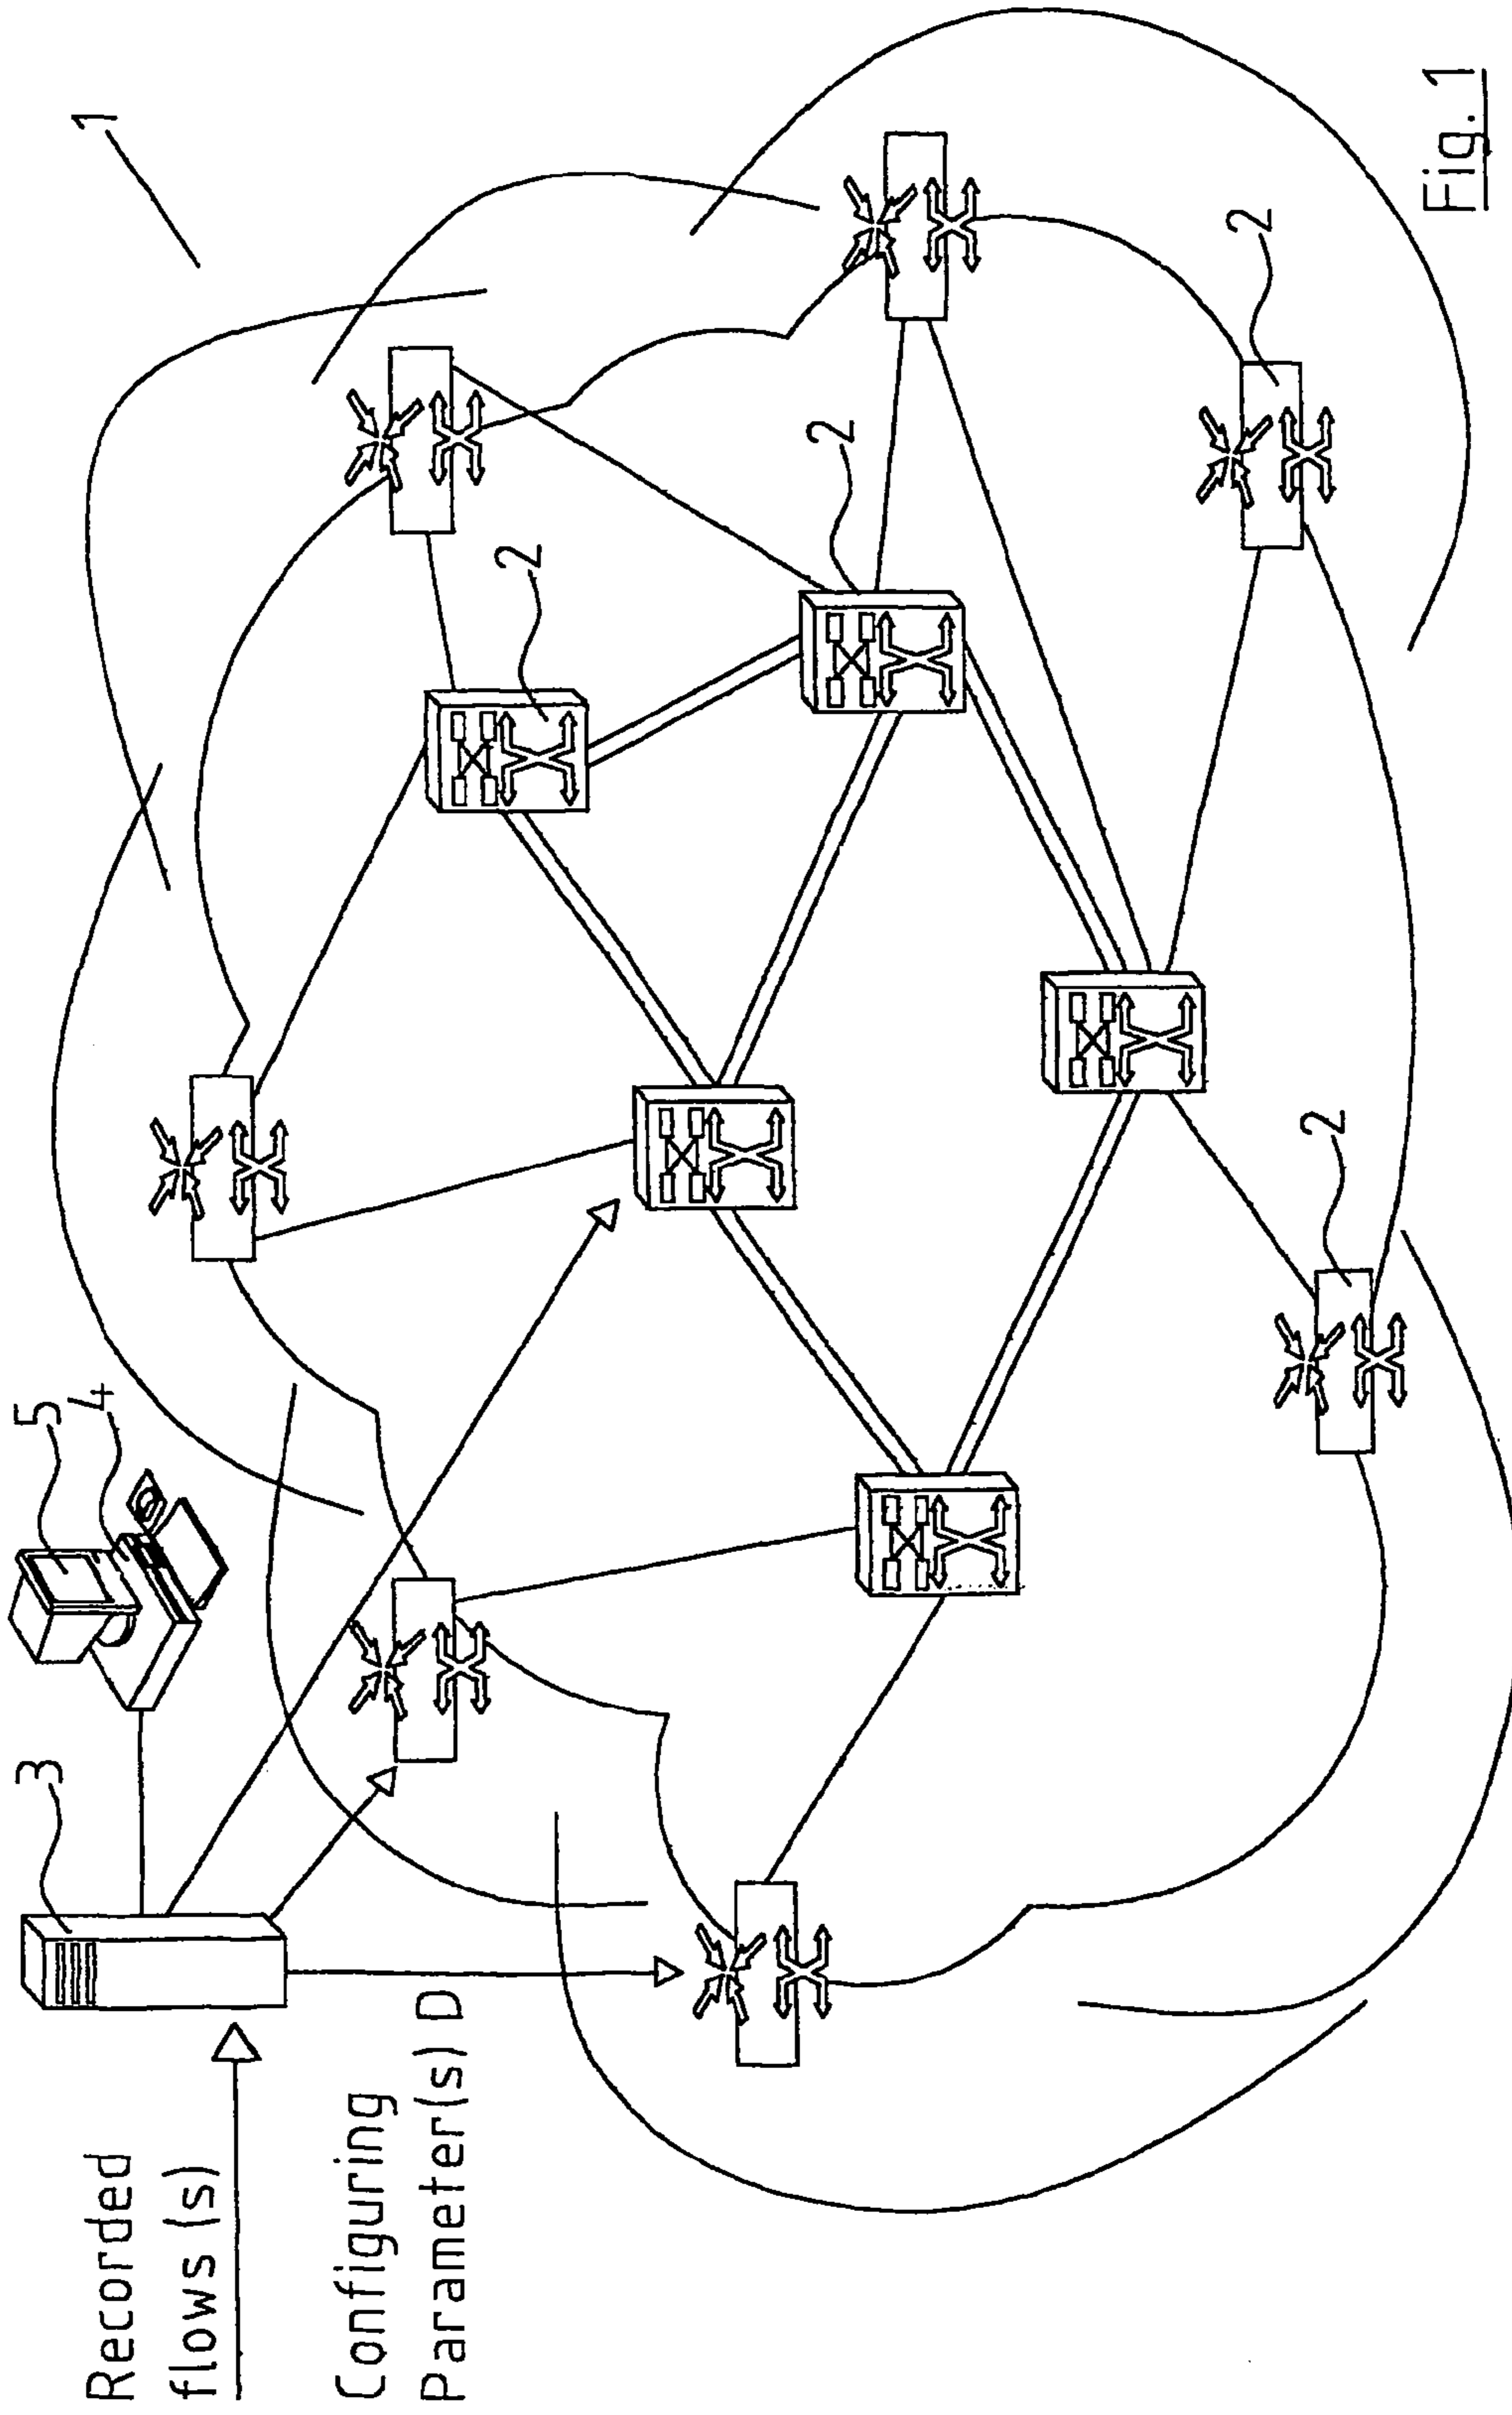 3
5
4
1
Recorded
flows (s)
Configuring
Parameter(s) D
2
2
2
2
Fig. 1